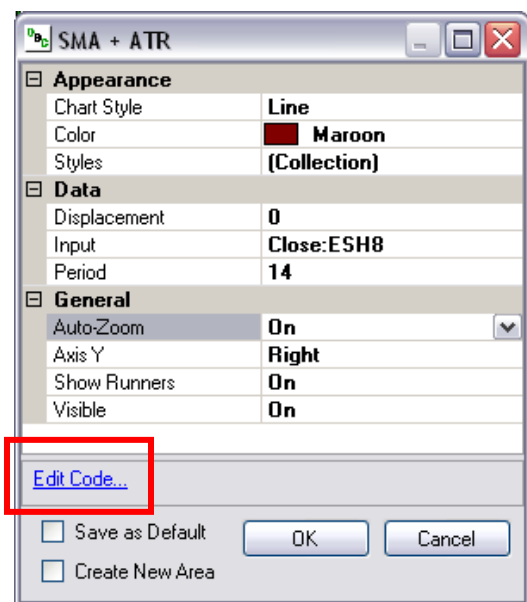 SMA + ATR
Appearance
Chart Style Line
Color Maroon
Styles (Collection)
Data
Displacement 0
Input Close:ESH8
Period 14
General
Auto-Zoom On
Axis Y Right
Show Runners On
Visible On
Edit Code...
Save as Default OK Cancel
Create New Area